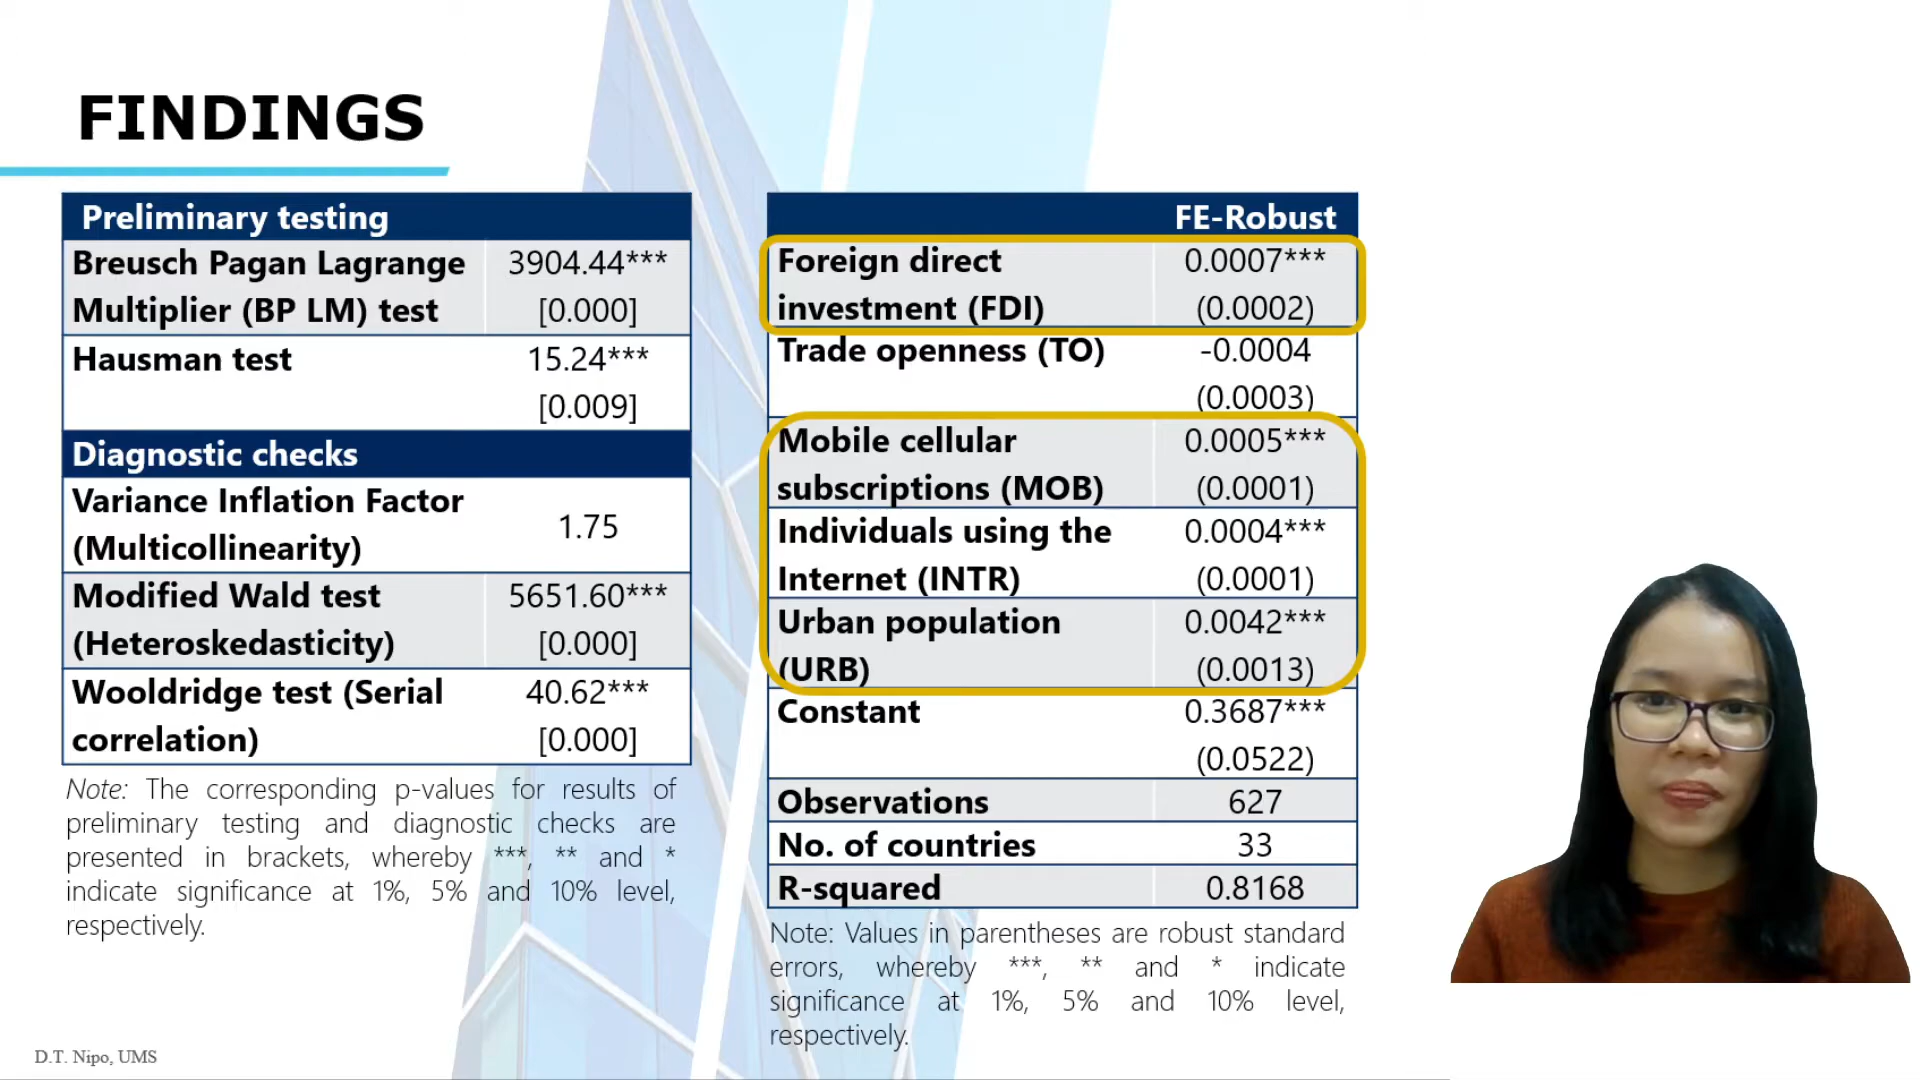 FINDINGS
Preliminary testing
Breusch Pagan Lagrange 3904.44***
Multiplier (BP LM) test [0.000]
Hausman test 15.24***
[0.009]
Diagnostic checks
Variance Inflation Factor
(Multicollinearity) 1.75
Modified Wald test 5651.60***
(Heteroskedasticity) [0.000]
Wooldridge test (Serial 40.62***
correlation) [0.000]
Note: The corresponding p-values for results of
preliminary testing and diagnostic checks are
presented in brackets, whereby ***, ** and *
indicate significance at 1%, 5% and 10% level,
respectively.
FE-Robust
Foreign direct 0.0007***
investment (FDI) (0.0002)
Trade openness (TO) -0.0004
(0.0003)
Mobile cellular 0.0005***
subscriptions (MOB) (0.0001)
Individuals using the 0.0004***
Internet (INTR) (0.0001)
Urban population 0.0042***
(URB) (0.0013)
Constant 0.3687***
(0.0522)
Observations 627
No. of countries 33
R-squared 0.8168
Note: Values in parentheses are robust standard
errors, whereby ***, ** and * indicate
significance at 1%, 5% and 10% level,
respectively.
D.T. Nipo, UMS